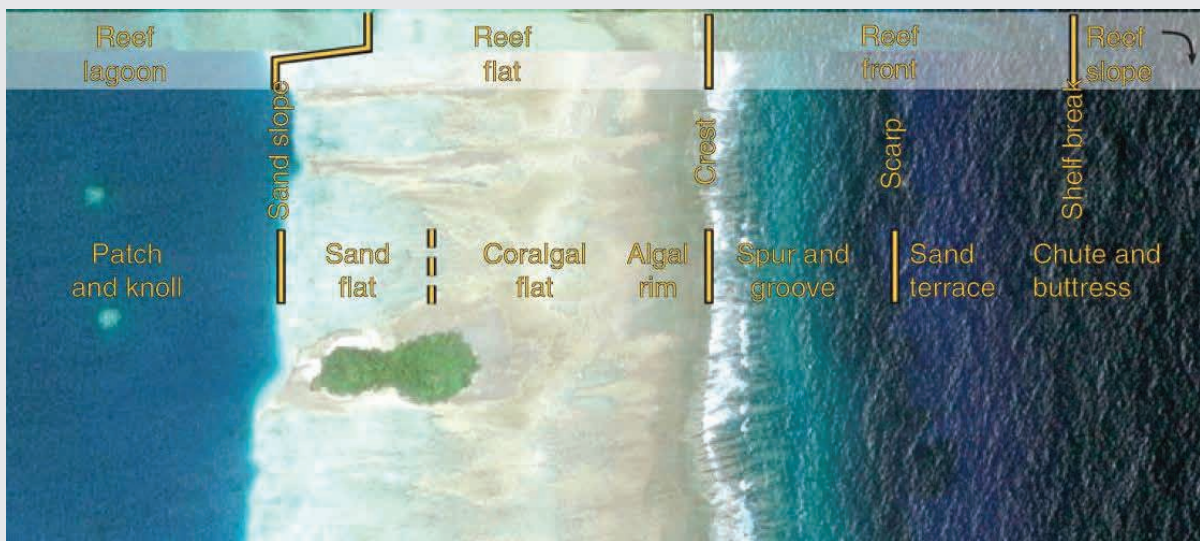 Reef
lagoon
Reef
flat
Reef
front
Reef
slope
Sand slope
Crest
Scarp
Shelf break
Patch
and knoll
Sand
flat
Coralgal
flat
Algal
rim
Spur and
groove
Sand
terrace
Chute and
buttress